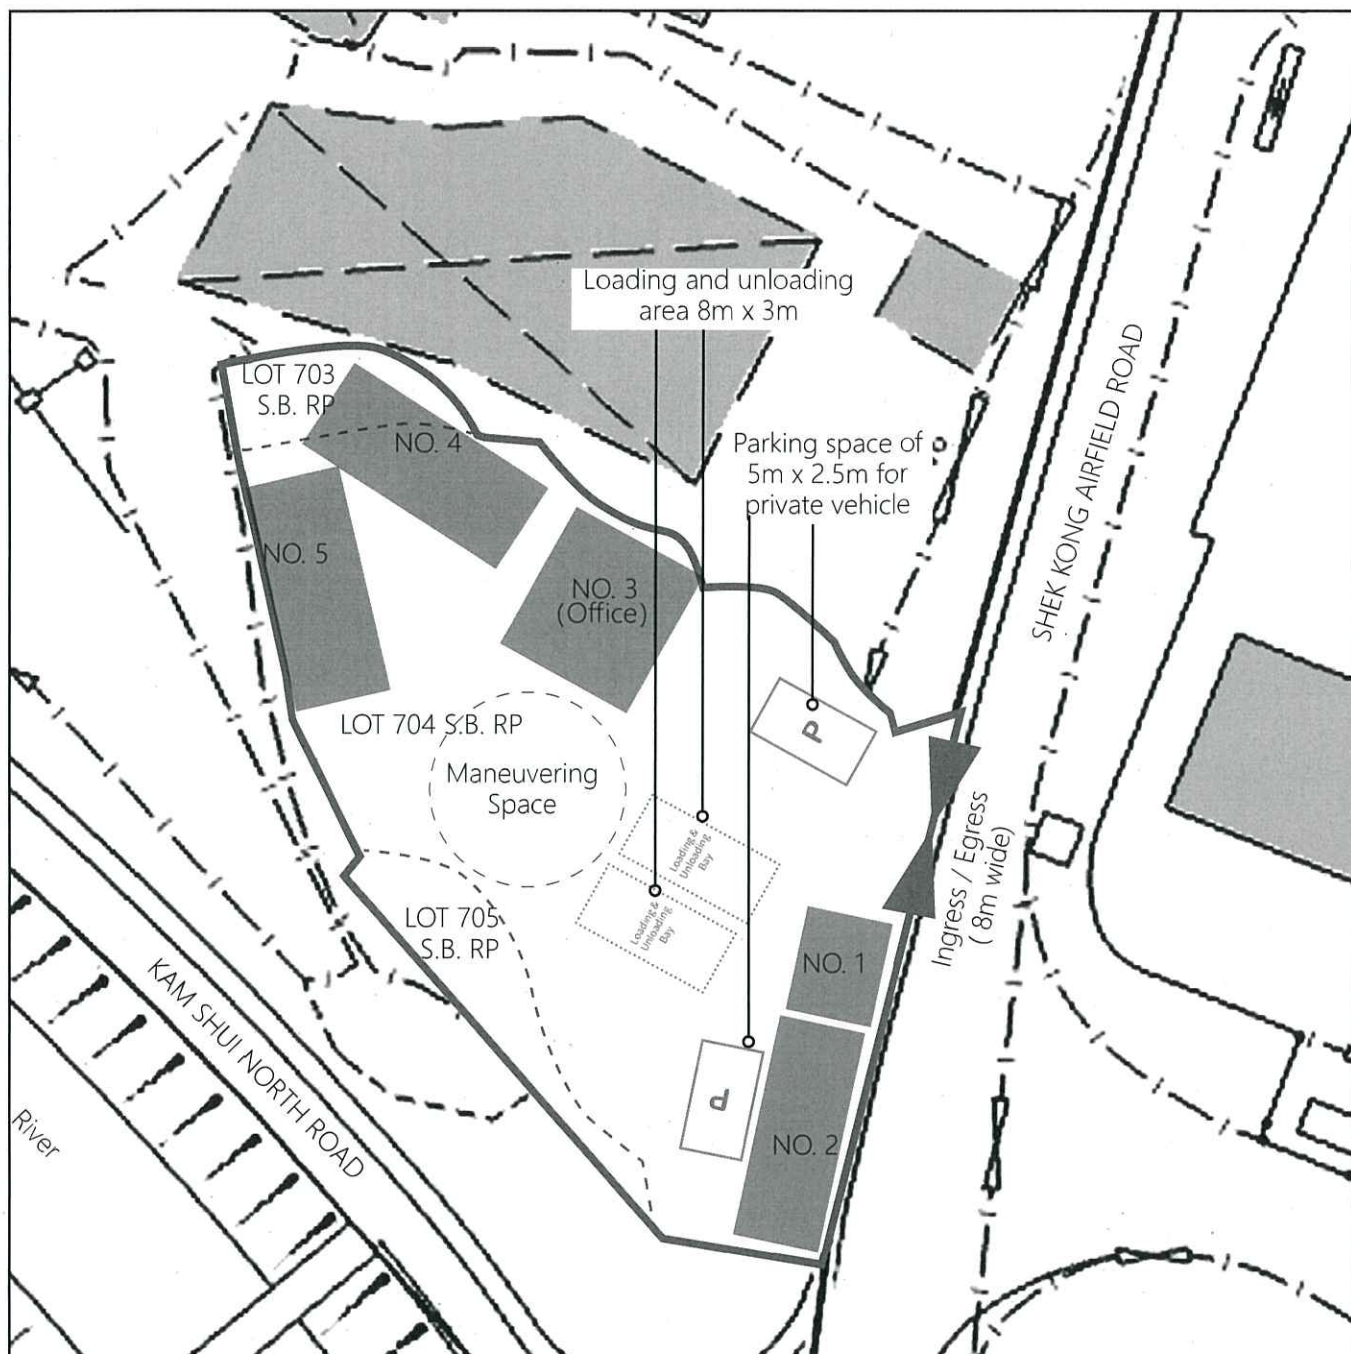 Loading and unloading
area 8m x 3m
LOT 703
S.B. RP
NO. 4
Parking space of
5m x 2.5m for
private vehicle
SHEK KONG AIRFIELD ROAD
NO. 5
NO. 3
(Office)
LOT 704 S.B. RP
P
Maneuvering
Space
Loading &
Unloading
Bay
Loading &
Unloading
Bay
Ingress / Egress
( 8m wide)
LOT 705
S.B. RP
NO. 1
KAM SHUI NORTH ROAD
P
NO. 2
River